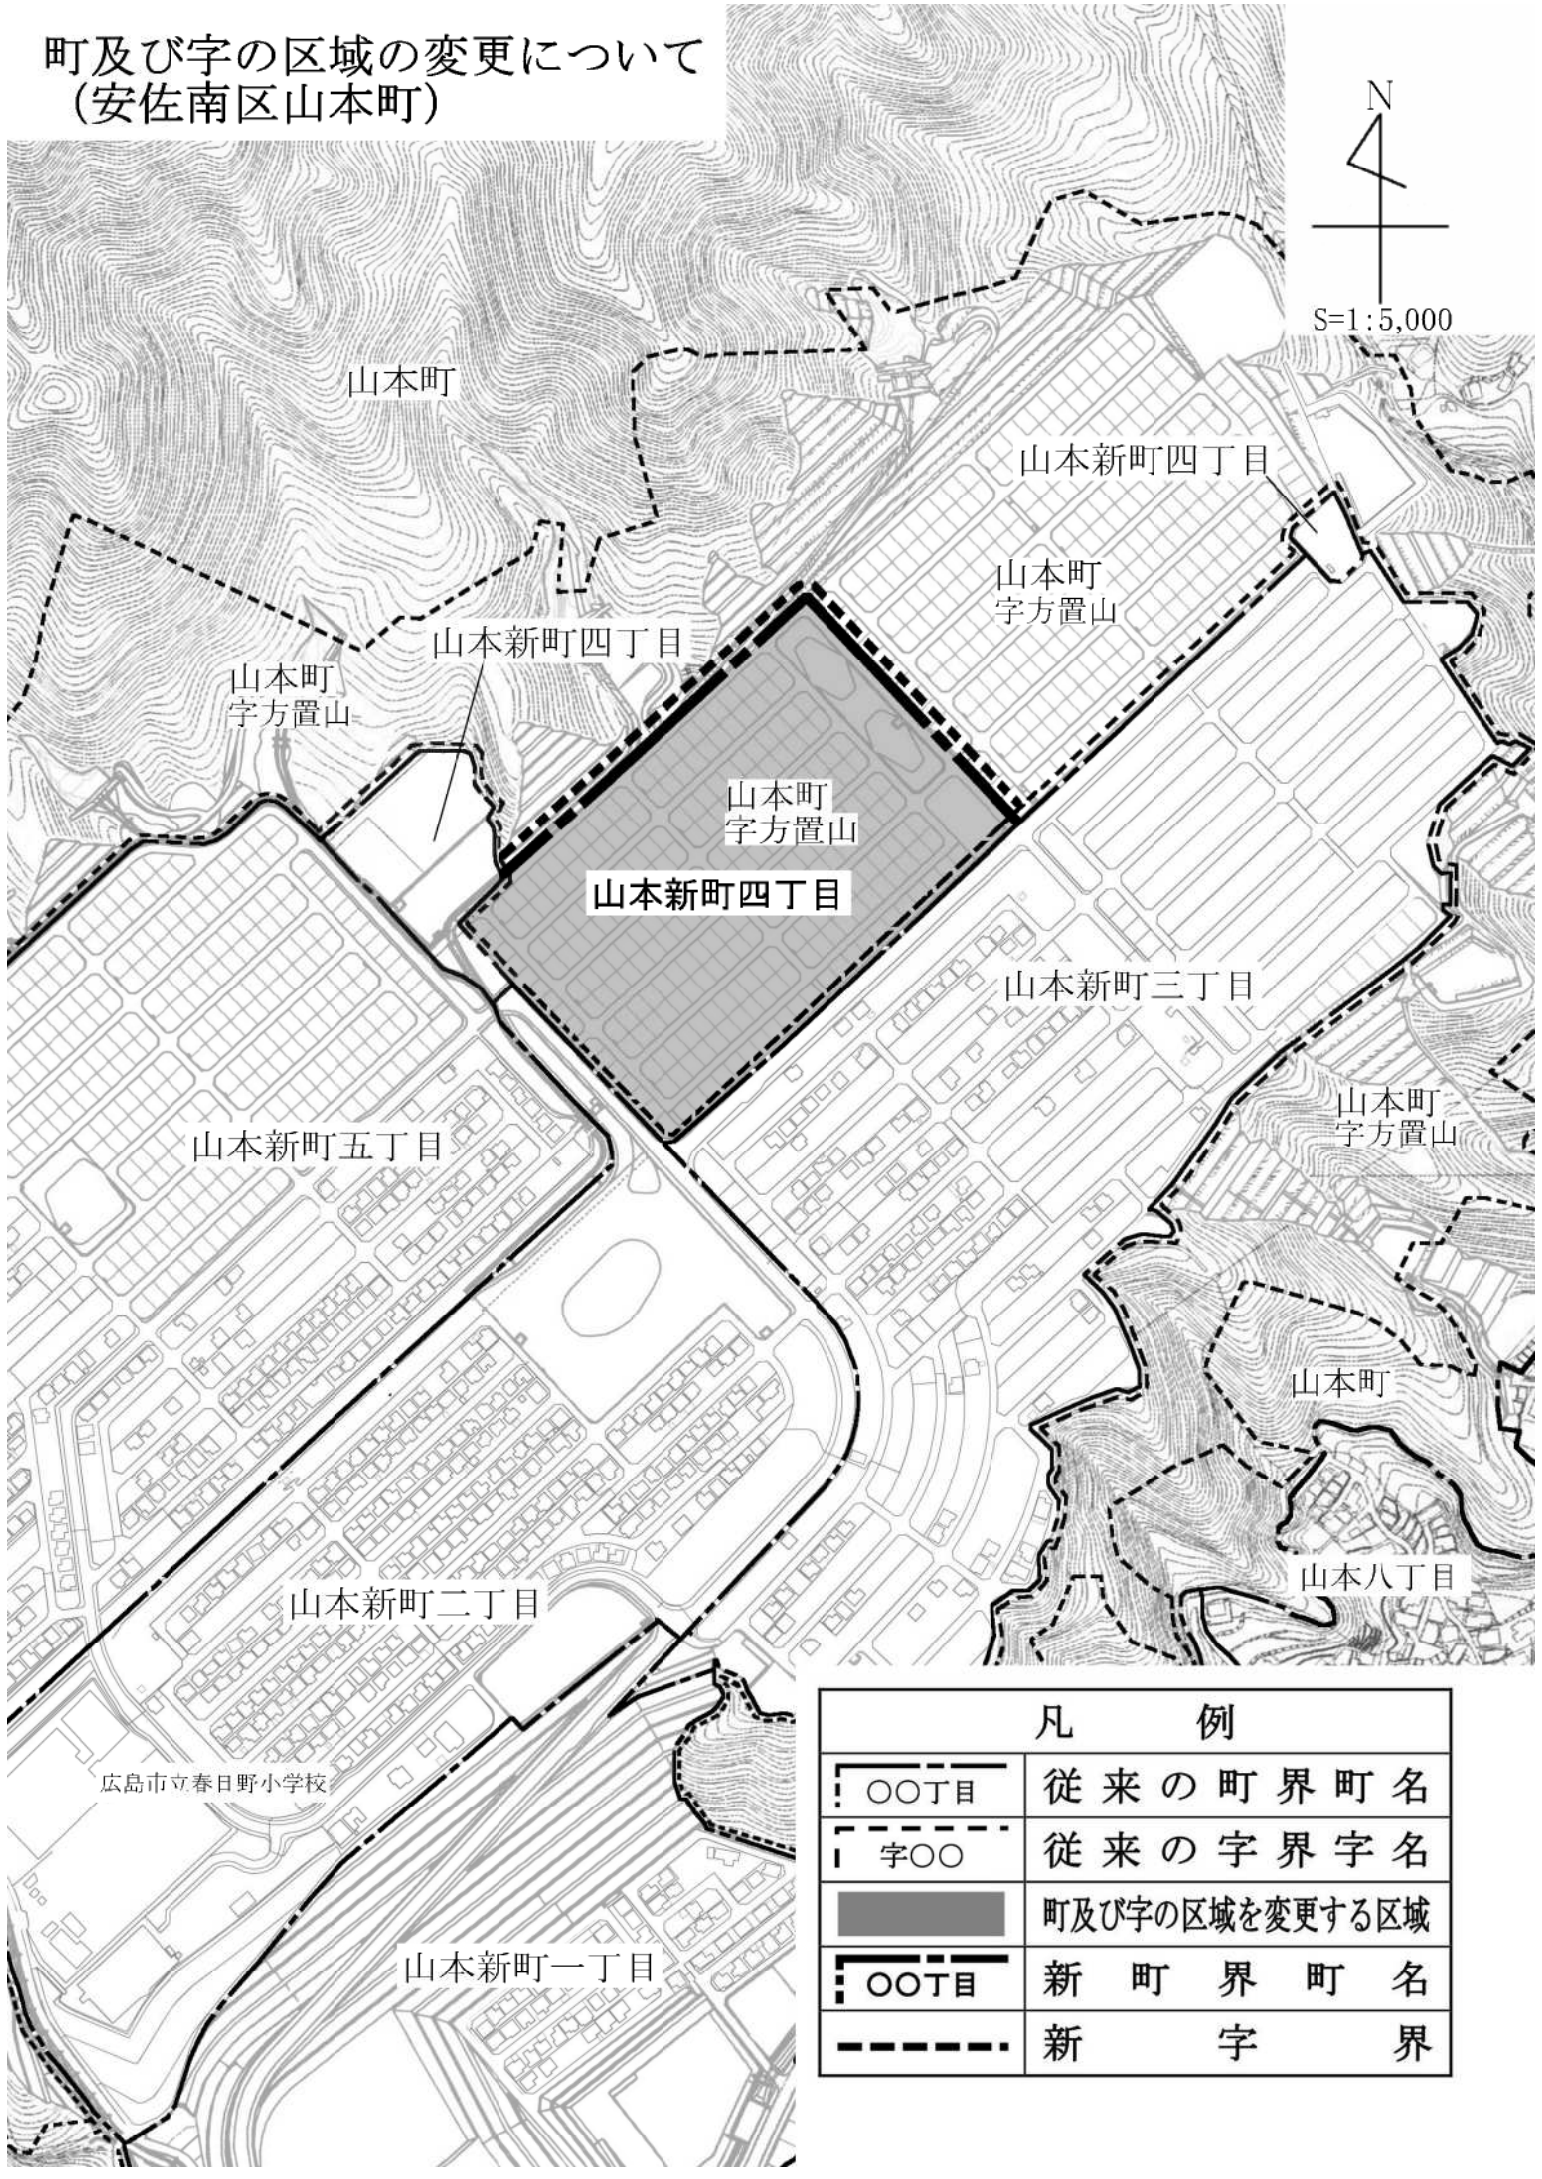 町及び字の区域の変更について
(安佐南区山本町)
N
S=1:5,000
山本町
山本新町四丁目
山本町
字方置山
山本新町四丁目
山本町
字方置山
山本町
字方置山
山本新町四丁目
山本新町三丁目
山本町
字方置山
山本新町五丁目
山本町
山本八丁目
山本新町二丁目
広島市立春日野小学校
山本新町一丁目
凡 例
○○丁目 従来の町界町名
字○○ 従来の字界字名
町及び字の区域を変更する区域
○○丁目 新町界町名
新字界